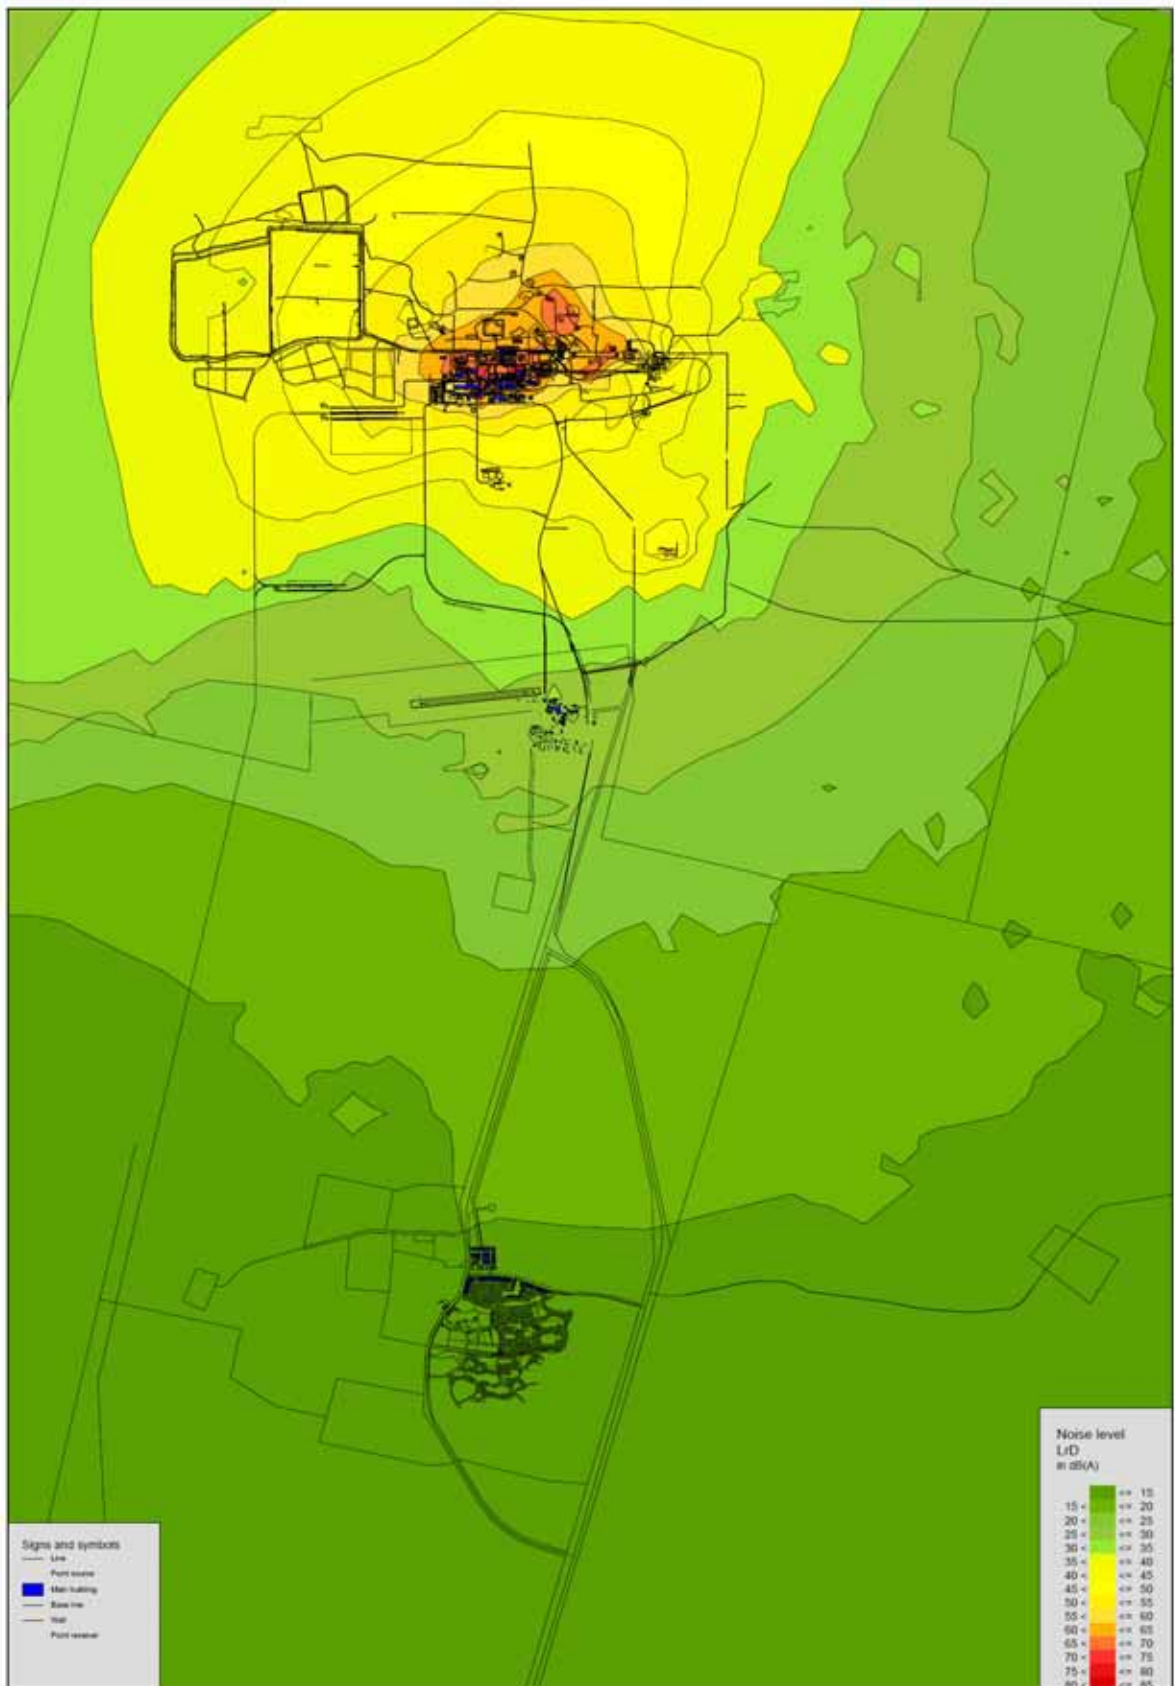 Signs and symbols
Line
Point source
Main building
Base line
Wall
Point receiver
Noise level
LrD
in dB(A)
<= 15
15 < <= 20
20 < <= 25
25 < <= 30
30 < <= 35
35 < <= 40
40 < <= 45
45 < <= 50
50 < <= 55
55 < <= 60
60 < <= 65
65 < <= 70
70 < <= 75
75 < <= 80
80 < <= 85